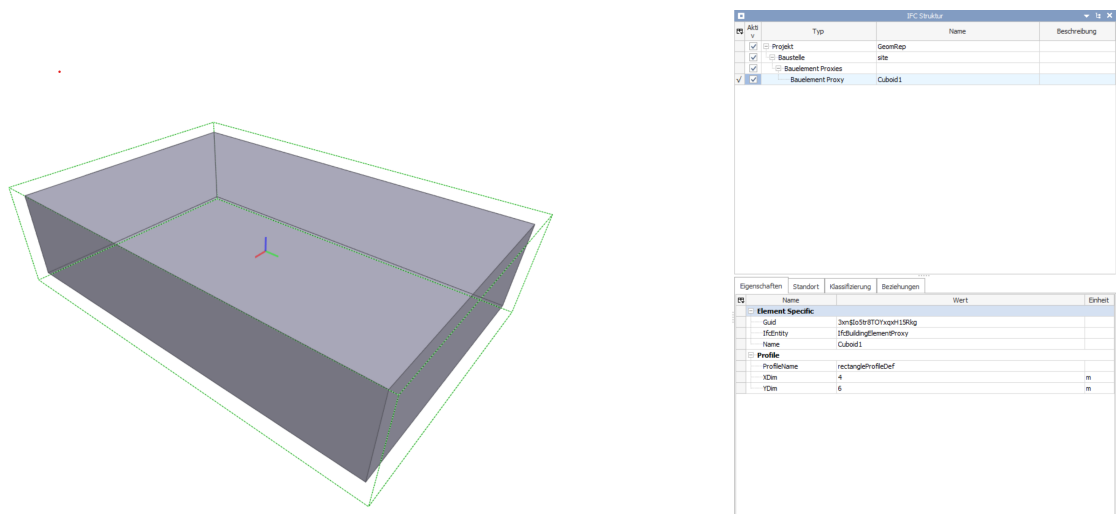 IFC Struktur
Akti
v
Typ
Name
Beschreibung
Projekt
GeomRep
Baustelle
site
Bauelement Proxies
Bauelement Proxy
Cuboid1
Eigenschaften
Standort
Klassifizierung
Beziehungen
Name
Wert
Einheit
Element Specific
Guid
3xn$Io5tr8TOYxqxH15Rkg
IfcEntity
IfcBuildingElementProxy
Name
Cuboid1
Profile
ProfileName
rectangleProfileDef
XDim
4
m
YDim
6
m